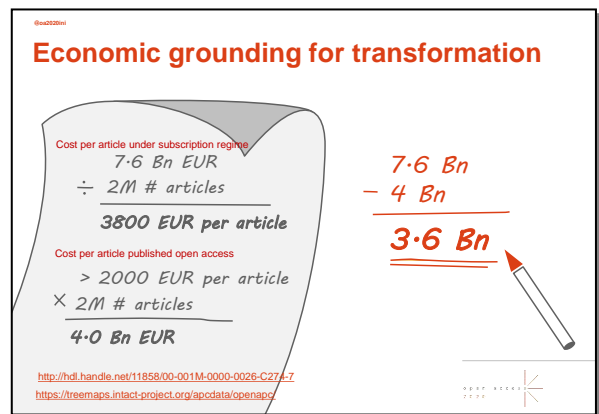 @oa2020ini
Economic grounding for transformation
Cost per article under subscription regime
7.6 Bn EUR
÷ 2M # articles
3800 EUR per article
Cost per article published open access
> 2000 EUR per article
× 2M # articles
4.0 Bn EUR
7.6 Bn
− 4 Bn
3.6 Bn
http://hdl.handle.net/11858/00-001M-0000-0026-C274-7
https://treemaps.intact-project.org/apcdata/openapc/
open access
2020